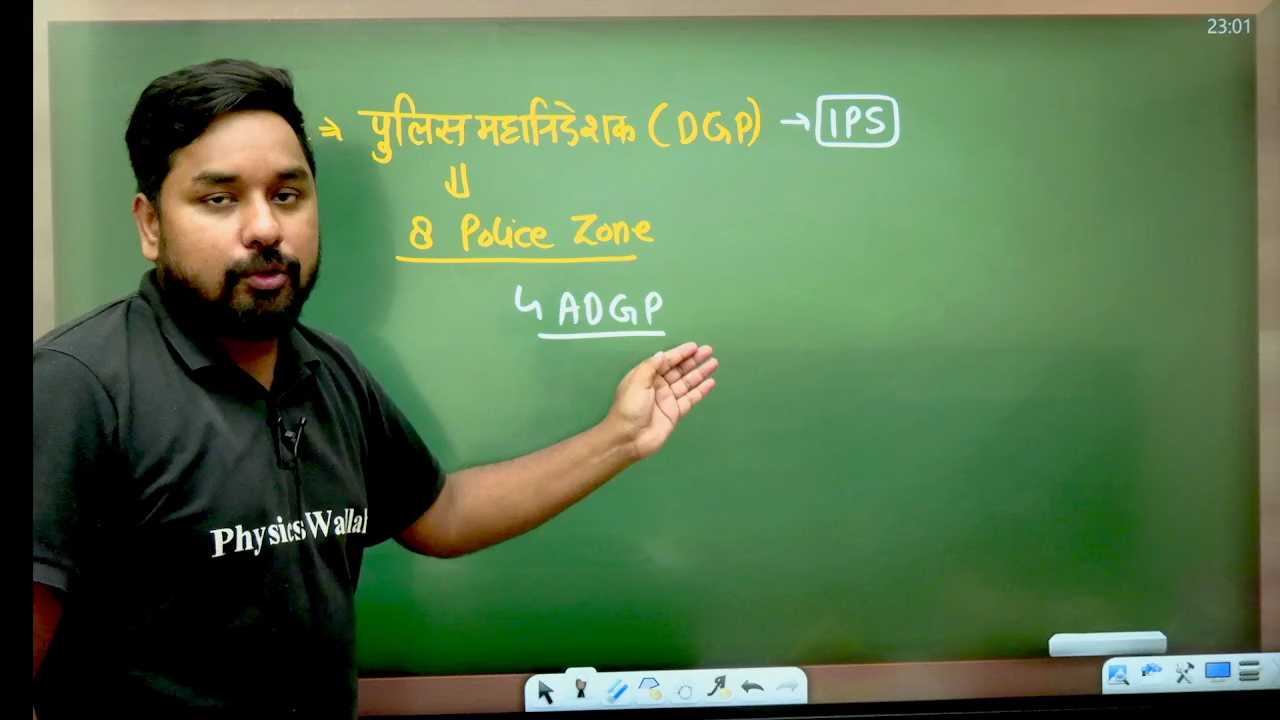 23:01
⇒ पुलिस महानिदेशक (DGP) → IPS
⇓
8 Police Zone
↳ ADGP
Physics Wallah